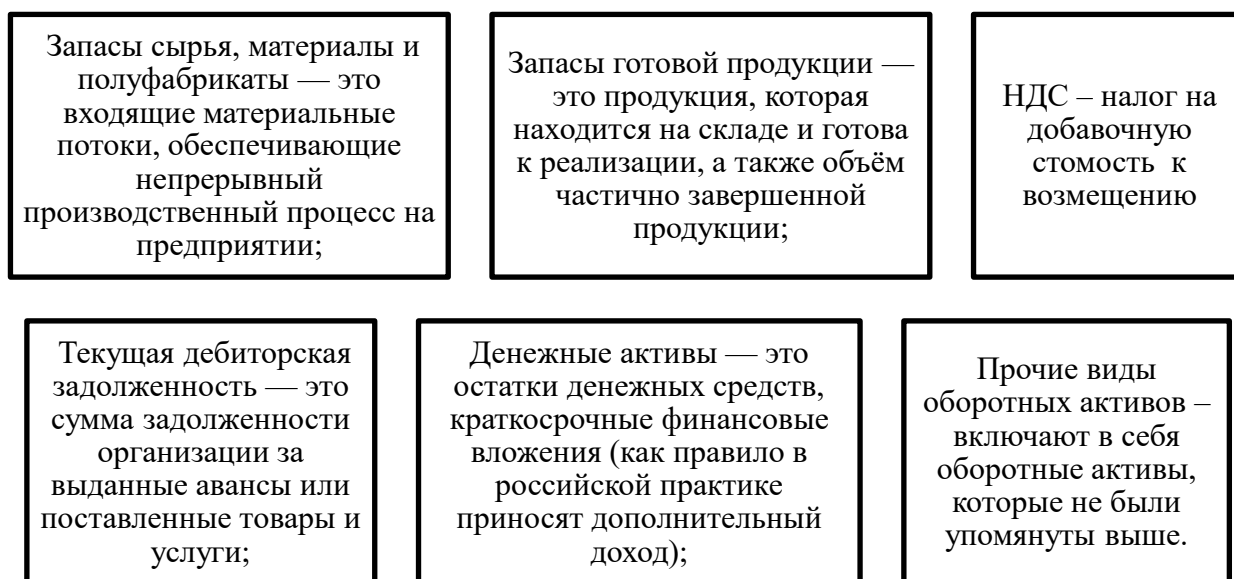 Запасы сырья, материалы и
полуфабрикаты — это
входящие материальные
потоки, обеспечивающие
непрерывный
производственный процесс на
предприятии;
Запасы готовой продукции —
это продукция, которая
находится на складе и готова
к реализации, а также объём
частично завершенной
продукции;
НДС – налог на
добавочную
стомость к
возмещению
Текущая дебиторская
задолженность — это
сумма задолженности
организации за
выданные авансы или
поставленные товары и
услуги;
Денежные активы — это
остатки денежных средств,
краткосрочные финансовые
вложения (как правило в
российской практике
приносят дополнительный
доход);
Прочие виды
оборотных активов –
включают в себя
оборотные активы,
которые не были
упомянуты выше.